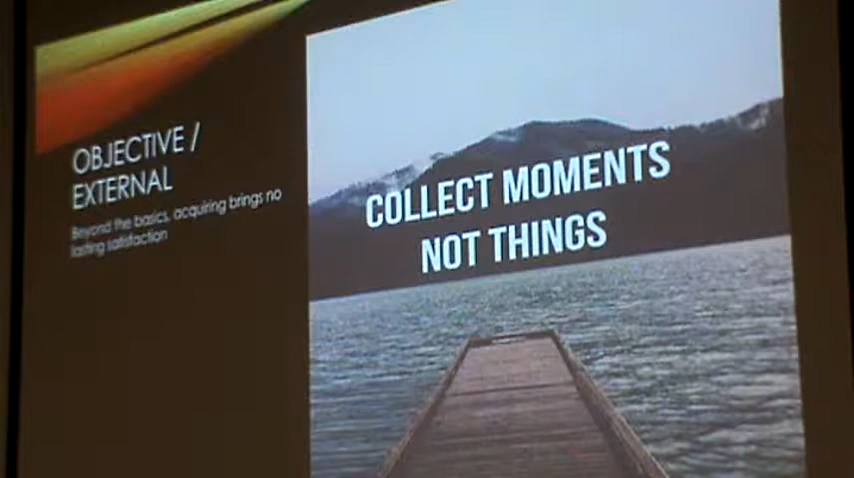 OBJECTIVE /
EXTERNAL
Beyond the basics, acquiring brings no
lasting satisfaction
COLLECT MOMENTS
NOT THINGS